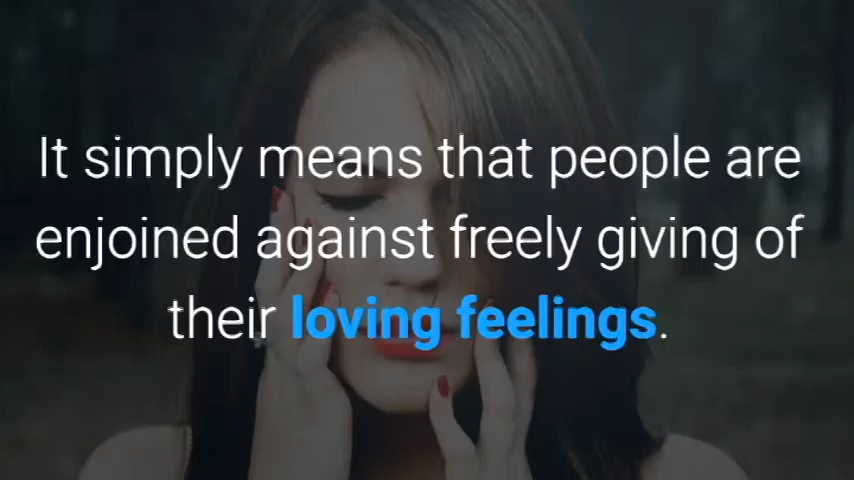 It simply means that people are
enjoined against freely giving of
their loving feelings.